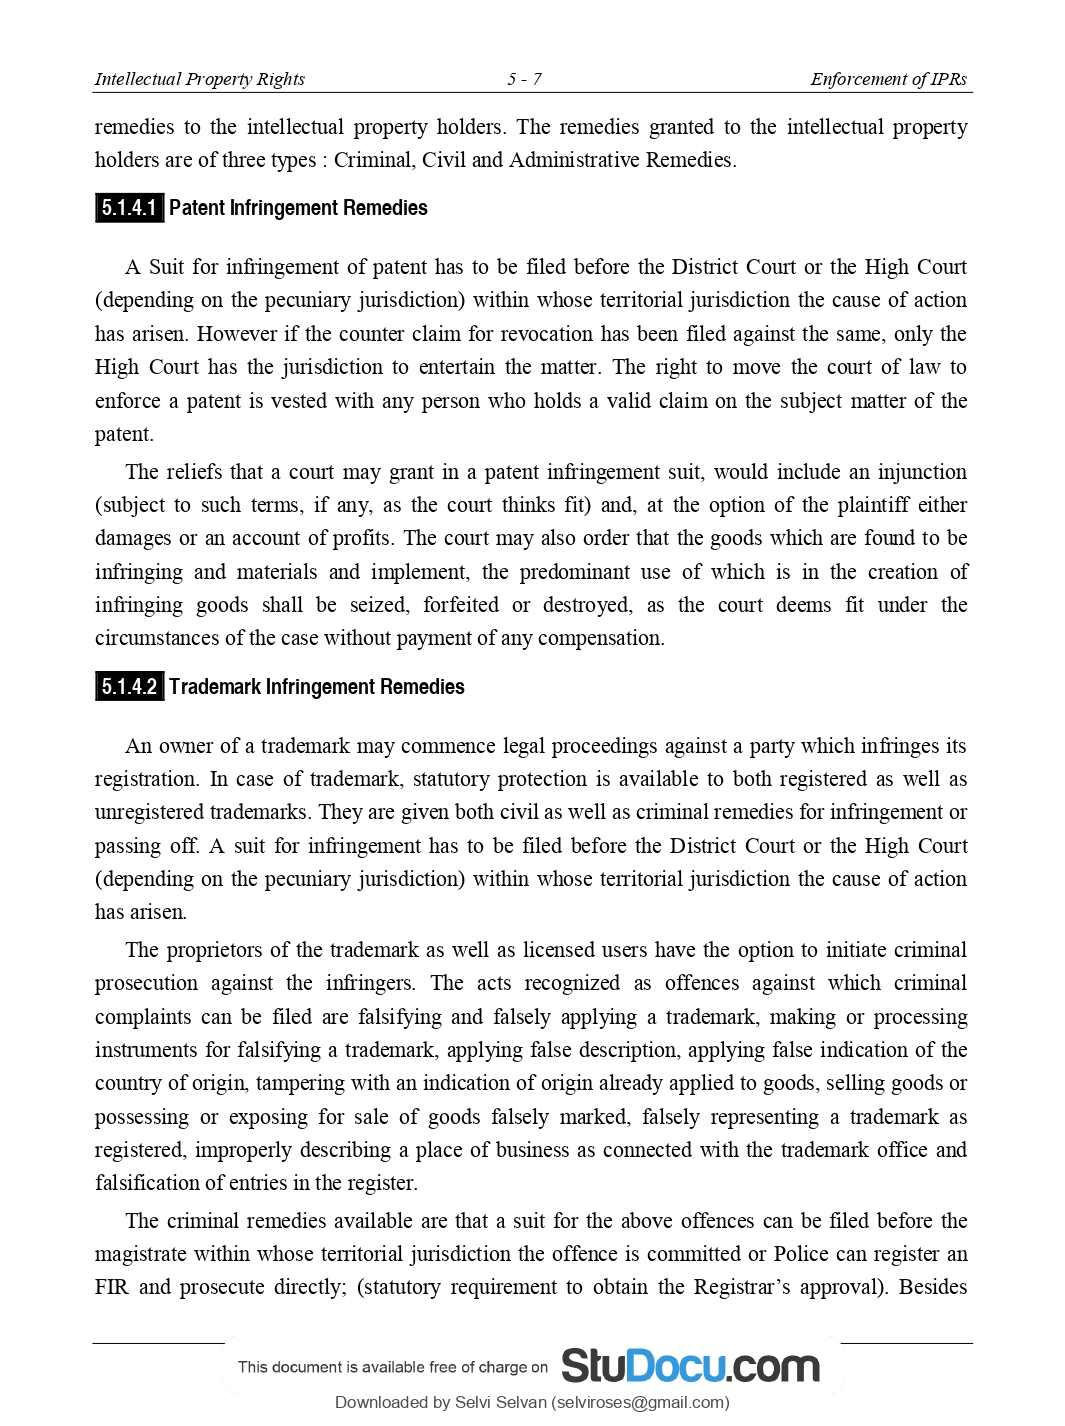 Intellectual Property Rights 5 - 7 Enforcement of IPRs
remedies to the intellectual property holders. The remedies granted to the intellectual property
holders are of three types : Criminal, Civil and Administrative Remedies.
5.1.4.1 Patent Infringement Remedies
A Suit for infringement of patent has to be filed before the District Court or the High Court
(depending on the pecuniary jurisdiction) within whose territorial jurisdiction the cause of action
has arisen. However if the counter claim for revocation has been filed against the same, only the
High Court has the jurisdiction to entertain the matter. The right to move the court of law to
enforce a patent is vested with any person who holds a valid claim on the subject matter of the
patent.
The reliefs that a court may grant in a patent infringement suit, would include an injunction
(subject to such terms, if any, as the court thinks fit) and, at the option of the plaintiff either
damages or an account of profits. The court may also order that the goods which are found to be
infringing and materials and implement, the predominant use of which is in the creation of
infringing goods shall be seized, forfeited or destroyed, as the court deems fit under the
circumstances of the case without payment of any compensation.
5.1.4.2 Trademark Infringement Remedies
An owner of a trademark may commence legal proceedings against a party which infringes its
registration. In case of trademark, statutory protection is available to both registered as well as
unregistered trademarks. They are given both civil as well as criminal remedies for infringement or
passing off. A suit for infringement has to be filed before the District Court or the High Court
(depending on the pecuniary jurisdiction) within whose territorial jurisdiction the cause of action
has arisen.
The proprietors of the trademark as well as licensed users have the option to initiate criminal
prosecution against the infringers. The acts recognized as offences against which criminal
complaints can be filed are falsifying and falsely applying a trademark, making or processing
instruments for falsifying a trademark, applying false description, applying false indication of the
country of origin, tampering with an indication of origin already applied to goods, selling goods or
possessing or exposing for sale of goods falsely marked, falsely representing a trademark as
registered, improperly describing a place of business as connected with the trademark office and
falsification of entries in the register.
The criminal remedies available are that a suit for the above offences can be filed before the
magistrate within whose territorial jurisdiction the offence is committed or Police can register an
FIR and prosecute directly; (statutory requirement to obtain the Registrar’s approval). Besides
This document is available free of charge on StuDocu.com
Downloaded by Selvi Selvan (selviroses@gmail.com)